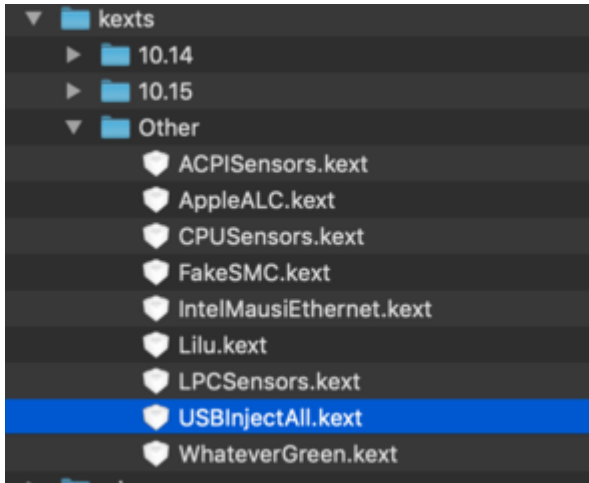 kexts
10.14
10.15
Other
ACPISensors.kext
AppleALC.kext
CPUSensors.kext
FakeSMC.kext
IntelMausiEthernet.kext
Lilu.kext
LPCSensors.kext
USBInjectAll.kext
WhateverGreen.kext